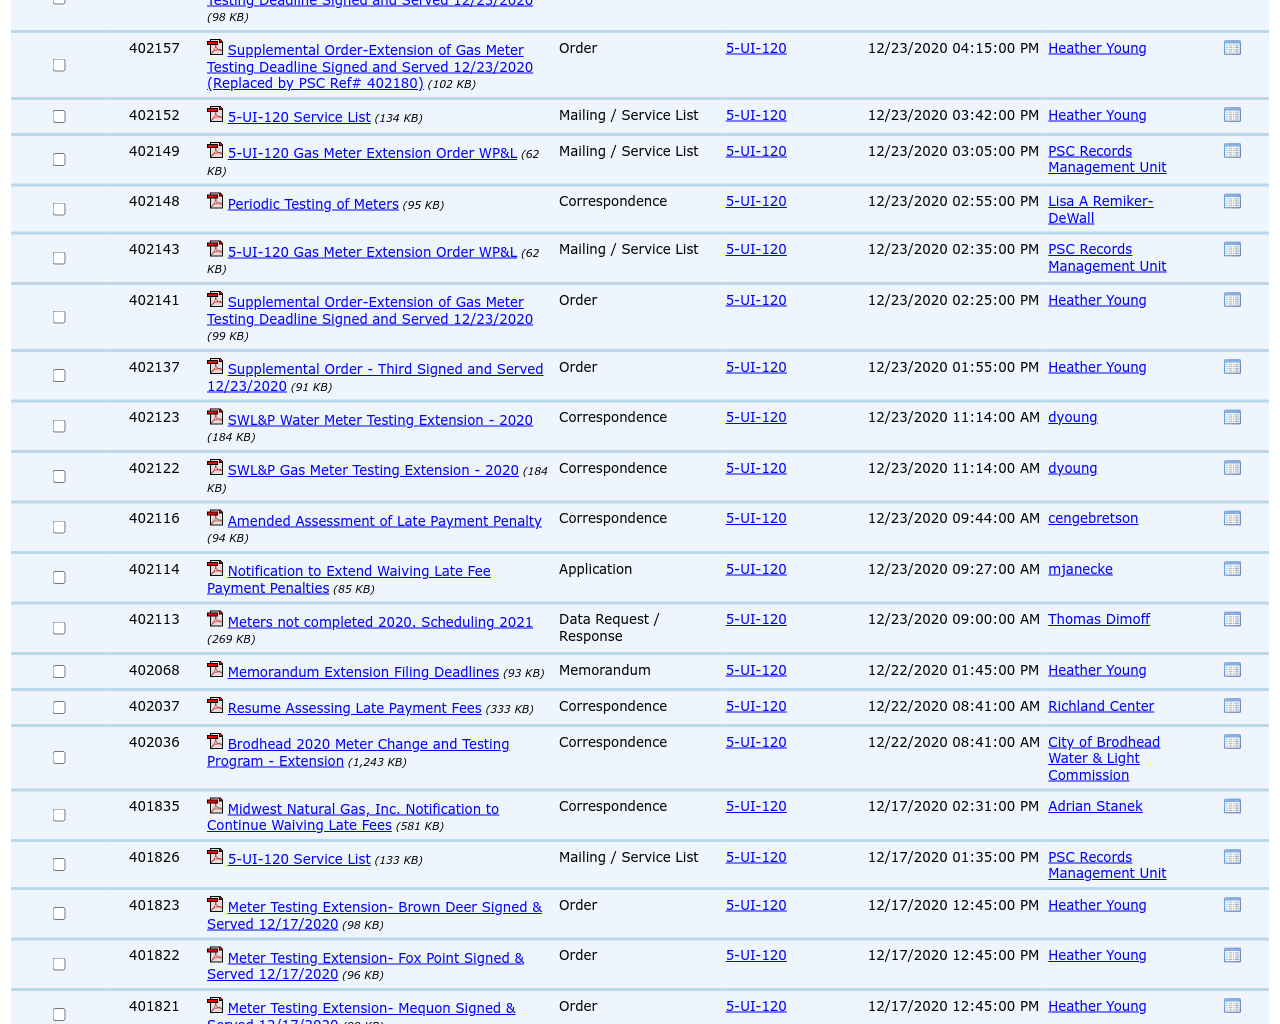 Testing Deadline Signed and Served 12/23/2020
(98 KB)
402157 Supplemental Order-Extension of Gas Meter Order 5-UI-120 12/23/2020 04:15:00 PM Heather Young
Testing Deadline Signed and Served 12/23/2020
(Replaced by PSC Ref# 402180) (102 KB)
402152 5-UI-120 Service List (134 KB) Mailing / Service List 5-UI-120 12/23/2020 03:42:00 PM Heather Young
402149 5-UI-120 Gas Meter Extension Order WP&L (62 Mailing / Service List 5-UI-120 12/23/2020 03:05:00 PM PSC Records
KB) Management Unit
402148 Periodic Testing of Meters (95 KB) Correspondence 5-UI-120 12/23/2020 02:55:00 PM Lisa A Remiker-
DeWall
402143 5-UI-120 Gas Meter Extension Order WP&L (62 Mailing / Service List 5-UI-120 12/23/2020 02:35:00 PM PSC Records
KB) Management Unit
402141 Supplemental Order-Extension of Gas Meter Order 5-UI-120 12/23/2020 02:25:00 PM Heather Young
Testing Deadline Signed and Served 12/23/2020
(99 KB)
402137 Supplemental Order - Third Signed and Served Order 5-UI-120 12/23/2020 01:55:00 PM Heather Young
12/23/2020 (91 KB)
402123 SWL&P Water Meter Testing Extension - 2020 Correspondence 5-UI-120 12/23/2020 11:14:00 AM dyoung
(184 KB)
402122 SWL&P Gas Meter Testing Extension - 2020 (184 Correspondence 5-UI-120 12/23/2020 11:14:00 AM dyoung
KB)
402116 Amended Assessment of Late Payment Penalty Correspondence 5-UI-120 12/23/2020 09:44:00 AM cengebretson
(94 KB)
402114 Notification to Extend Waiving Late Fee Application 5-UI-120 12/23/2020 09:27:00 AM mjanecke
Payment Penalties (85 KB)
402113 Meters not completed 2020. Scheduling 2021 Data Request / 5-UI-120 12/23/2020 09:00:00 AM Thomas Dimoff
(269 KB) Response
402068 Memorandum Extension Filing Deadlines (93 KB) Memorandum 5-UI-120 12/22/2020 01:45:00 PM Heather Young
402037 Resume Assessing Late Payment Fees (333 KB) Correspondence 5-UI-120 12/22/2020 08:41:00 AM Richland Center
402036 Brodhead 2020 Meter Change and Testing Correspondence 5-UI-120 12/22/2020 08:41:00 AM City of Brodhead
Program - Extension (1,243 KB) Water & Light
Commission
401835 Midwest Natural Gas, Inc. Notification to Correspondence 5-UI-120 12/17/2020 02:31:00 PM Adrian Stanek
Continue Waiving Late Fees (581 KB)
401826 5-UI-120 Service List (133 KB) Mailing / Service List 5-UI-120 12/17/2020 01:35:00 PM PSC Records
Management Unit
401823 Meter Testing Extension- Brown Deer Signed & Order 5-UI-120 12/17/2020 12:45:00 PM Heather Young
Served 12/17/2020 (98 KB)
401822 Meter Testing Extension- Fox Point Signed & Order 5-UI-120 12/17/2020 12:45:00 PM Heather Young
Served 12/17/2020 (96 KB)
401821 Meter Testing Extension- Mequon Signed & Order 5-UI-120 12/17/2020 12:45:00 PM Heather Young
Served 12/17/2020